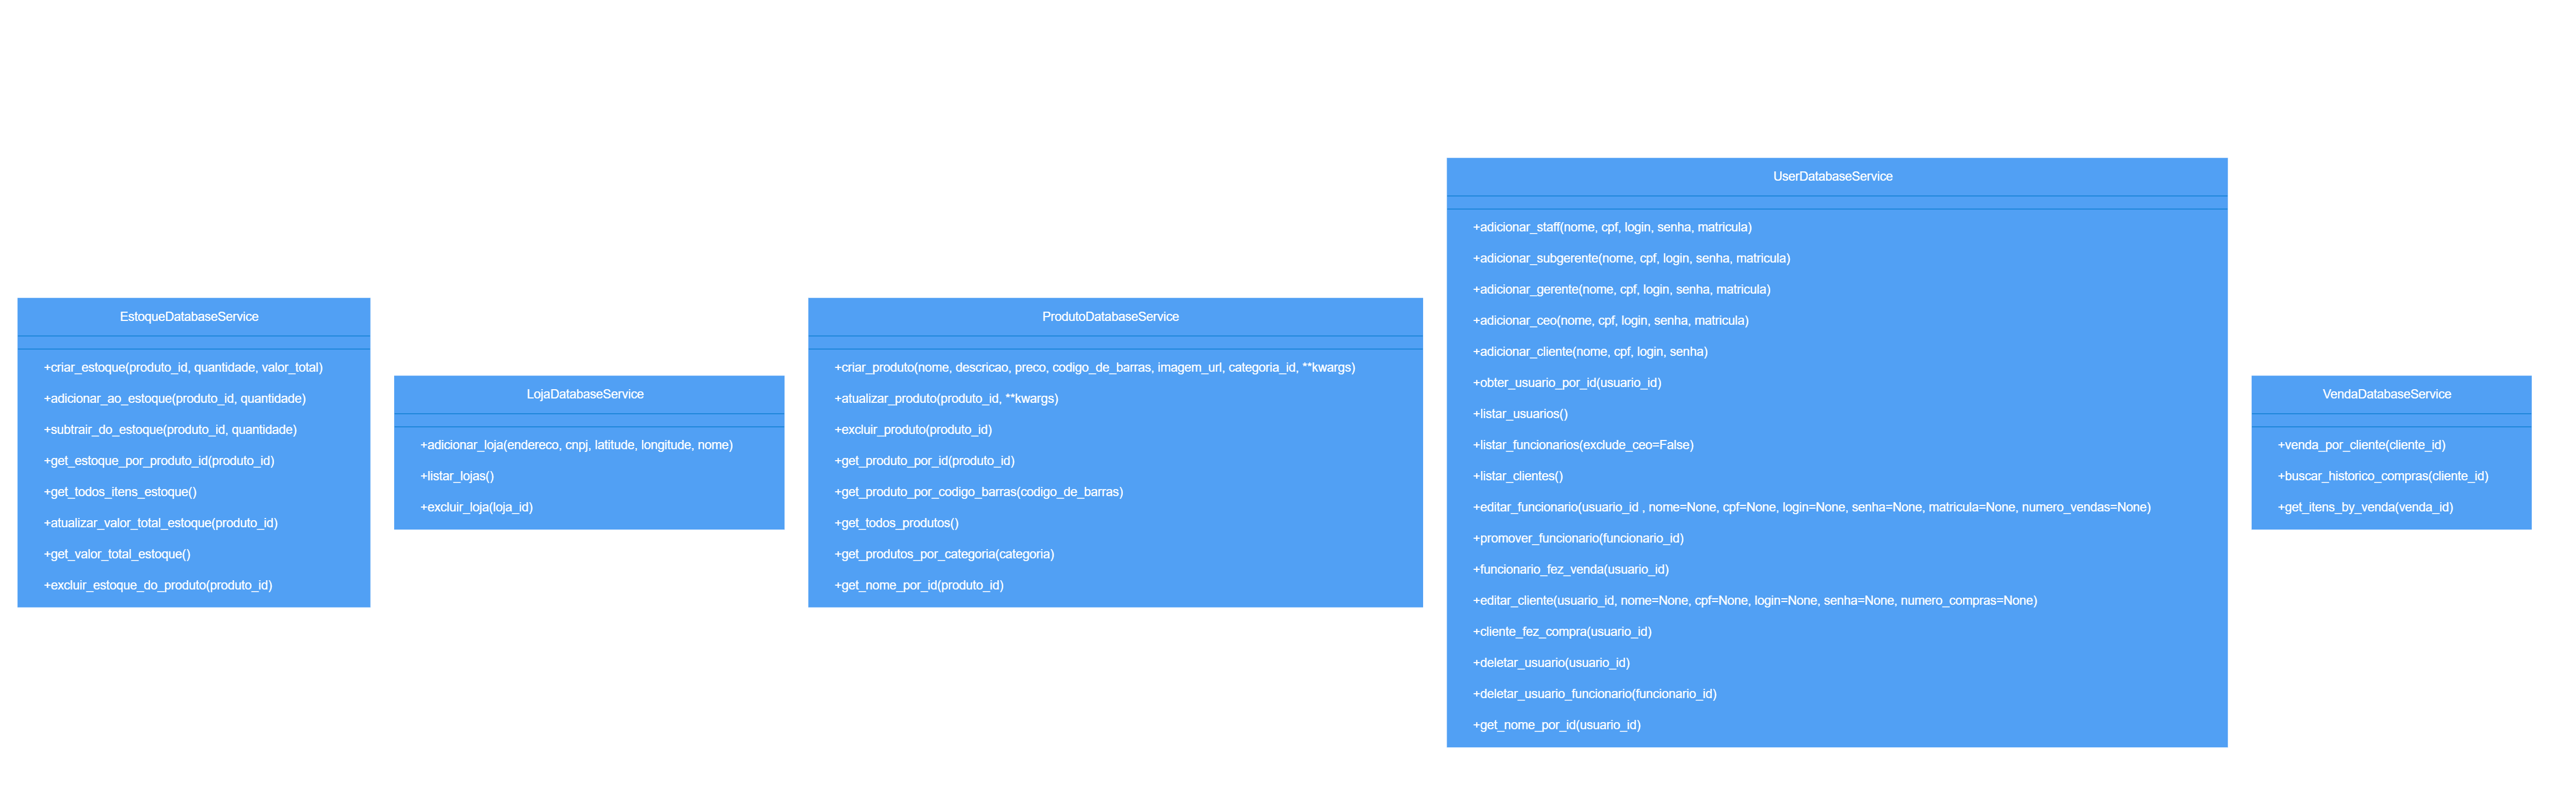 EstoqueDatabaseService
+criar_estoque(produto_id, quantidade, valor_total)
+adicionar_ao_estoque(produto_id, quantidade)
+subtrair_do_estoque(produto_id, quantidade)
+get_estoque_por_produto_id(produto_id)
+get_todos_itens_estoque()
+atualizar_valor_total_estoque(produto_id)
+get_valor_total_estoque()
+excluir_estoque_do_produto(produto_id)
LojaDatabaseService
+adicionar_loja(endereco, cnpj, latitude, longitude, nome)
+listar_lojas()
+excluir_loja(loja_id)
ProdutoDatabaseService
+criar_produto(nome, descricao, preco, codigo_de_barras, imagem_url, categoria_id, **kwargs)
+atualizar_produto(produto_id, **kwargs)
+excluir_produto(produto_id)
+get_produto_por_id(produto_id)
+get_produto_por_codigo_barras(codigo_de_barras)
+get_todos_produtos()
+get_produtos_por_categoria(categoria)
+get_nome_por_id(produto_id)
UserDatabaseService
+adicionar_staff(nome, cpf, login, senha, matricula)
+adicionar_subgerente(nome, cpf, login, senha, matricula)
+adicionar_gerente(nome, cpf, login, senha, matricula)
+adicionar_ceo(nome, cpf, login, senha, matricula)
+adicionar_cliente(nome, cpf, login, senha)
+obter_usuario_por_id(usuario_id)
+listar_usuarios()
+listar_funcionarios(exclude_ceo=False)
+listar_clientes()
+editar_funcionario(usuario_id , nome=None, cpf=None, login=None, senha=None, matricula=None, numero_vendas=None)
+promover_funcionario(funcionario_id)
+funcionario_fez_venda(usuario_id)
+editar_cliente(usuario_id, nome=None, cpf=None, login=None, senha=None, numero_compras=None)
+cliente_fez_compra(usuario_id)
+deletar_usuario(usuario_id)
+deletar_usuario_funcionario(funcionario_id)
+get_nome_por_id(usuario_id)
VendaDatabaseService
+venda_por_cliente(cliente_id)
+buscar_historico_compras(cliente_id)
+get_itens_by_venda(venda_id)